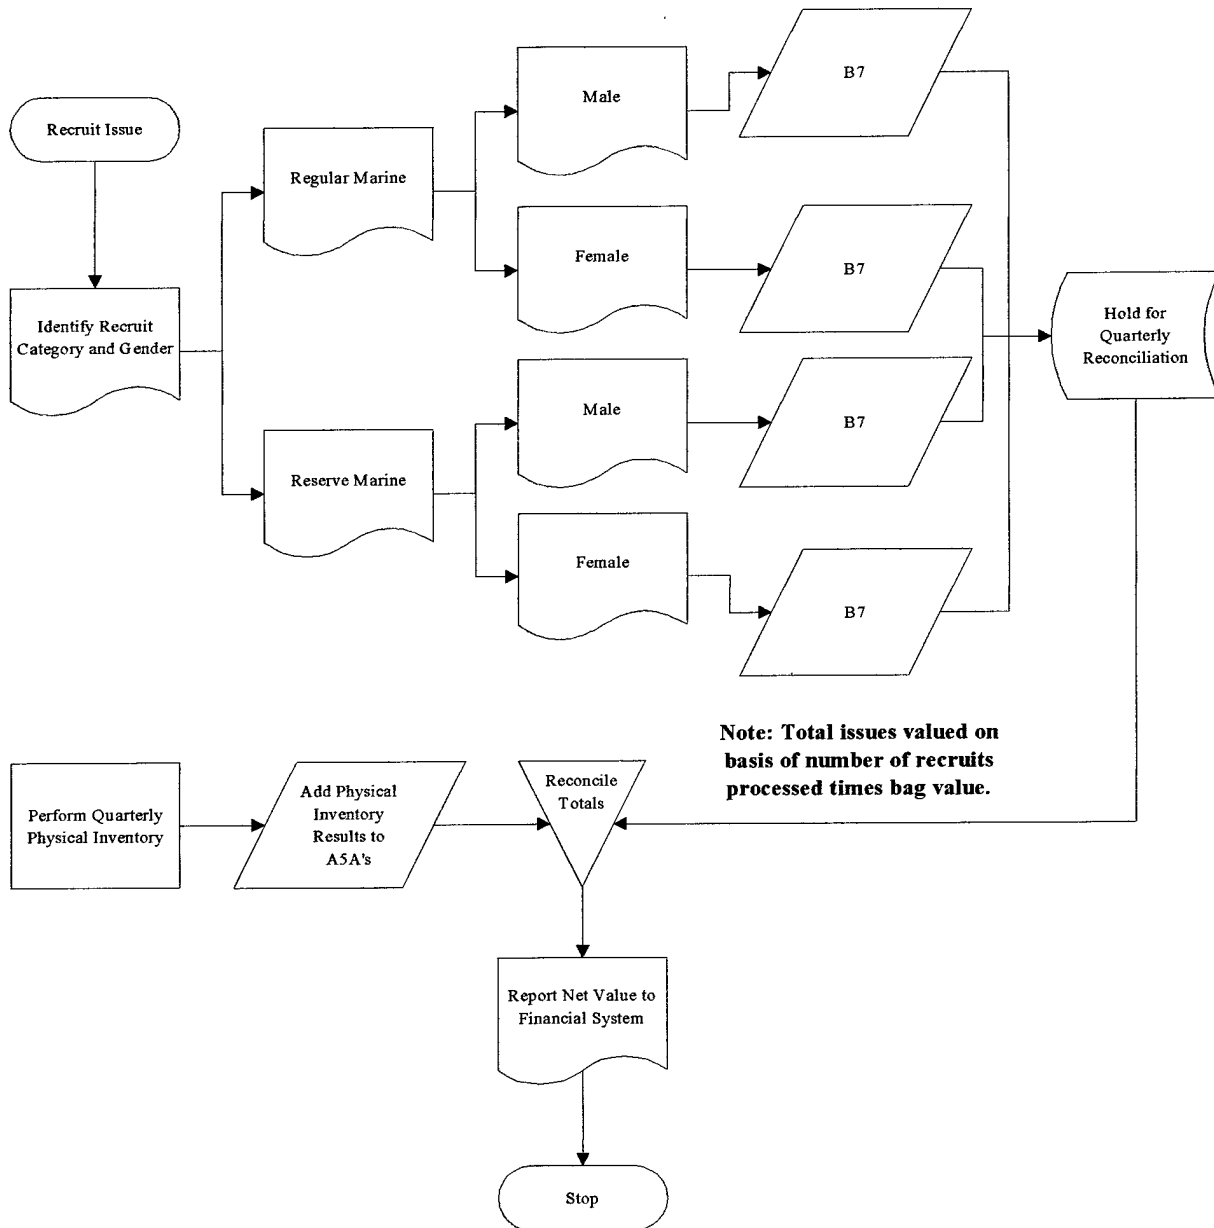 Recruit Issue
Identify Recruit
Category and Gender
Regular Marine
Reserve Marine
Male
Female
Male
Female
B7
B7
B7
B7
Hold for
Quarterly
Reconciliation
Note: Total issues valued on
basis of number of recruits
processed times bag value.
Perform Quarterly
Physical Inventory
Add Physical
Inventory
Results to
A5A's
Reconcile
Totals
Report Net Value to
Financial System
Stop